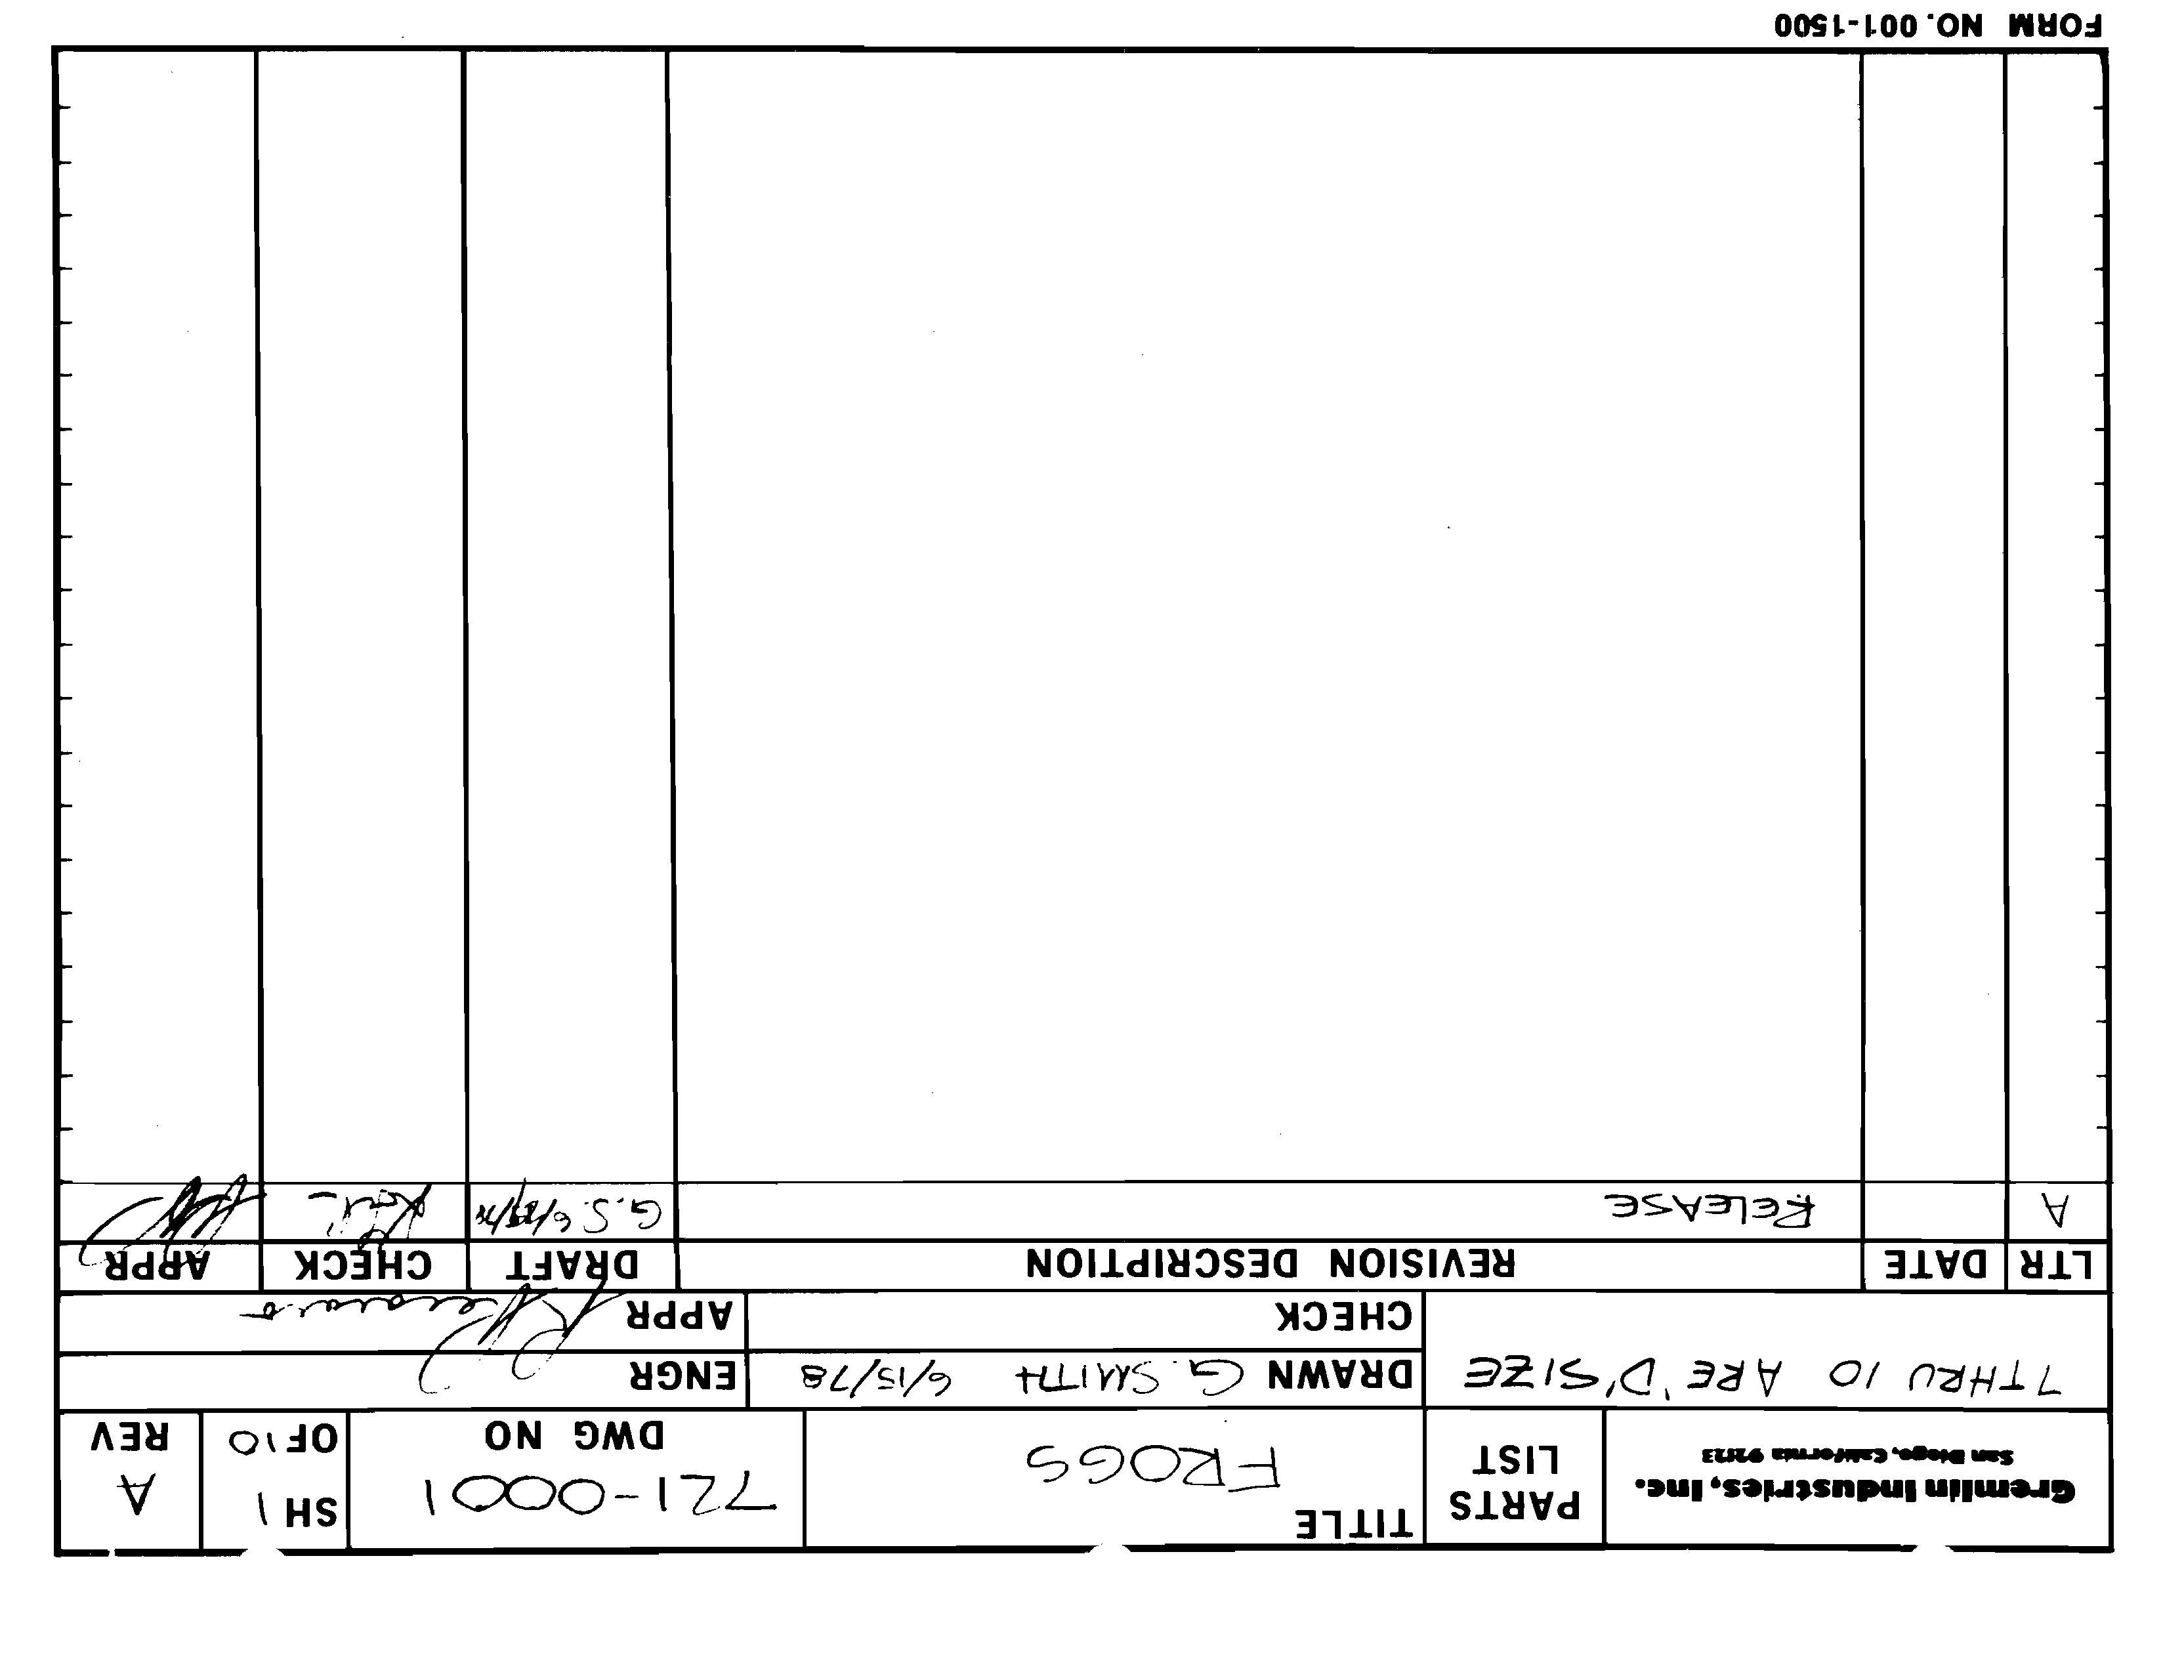 Gremlin Industries, Inc.
San Diego, California 92123
PARTS
LIST
TITLE
FROGS
721-0001
DWG NO
SH 1
OF 10
A
REV
7 THRU 10 ARE 'D' SIZE
DRAWN G. SMITH 6/15/78
ENGR
CHECK
APPR
LTR DATE REVISION DESCRIPTION DRAFT CHECK APPR
A RELEASE G.S.
FORM NO. 001-1500